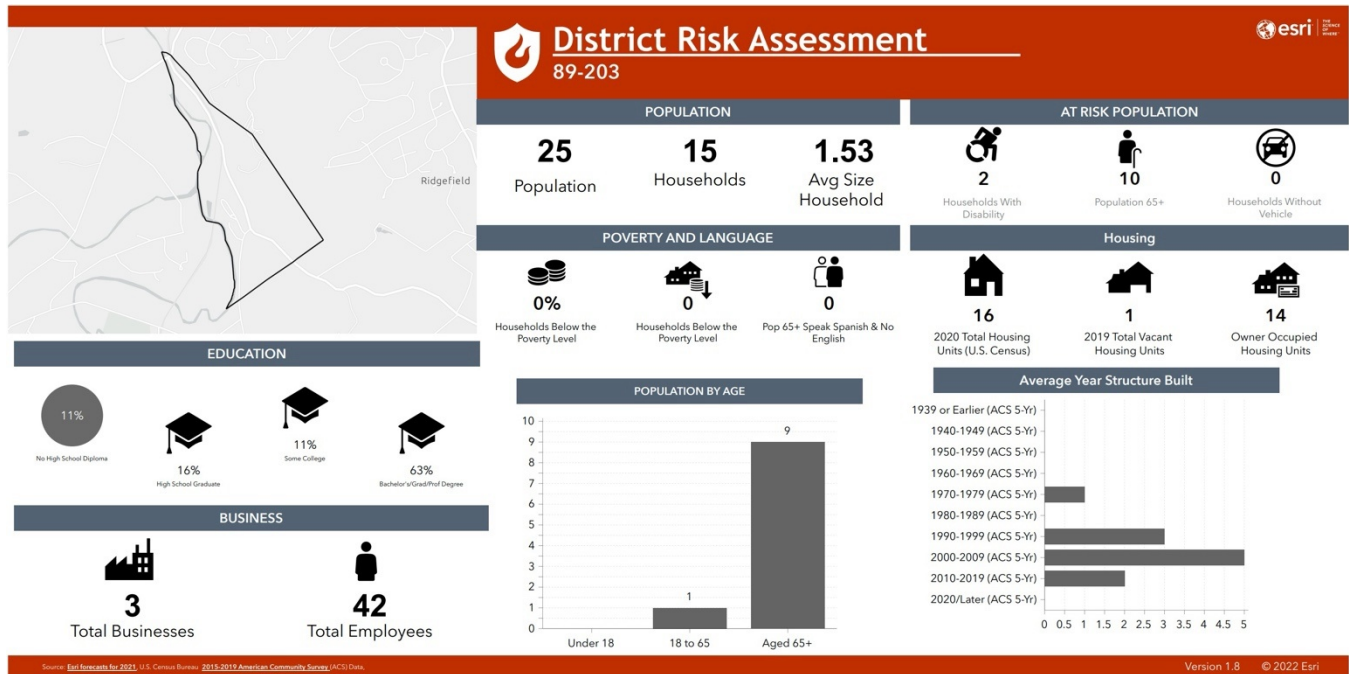 District Risk Assessment
89-203
esri
THE
SCIENCE
OF
WHERE
Ridgefield
POPULATION
25
Population
15
Households
1.53
Avg Size
Household
AT RISK POPULATION
2
Households With
Disability
10
Population 65+
0
Households Without
Vehicle
POVERTY AND LANGUAGE
0%
Households Below the
Poverty Level
0
Households Below the
Poverty Level
0
Pop 65+ Speak Spanish & No
English
Housing
16
2020 Total Housing
Units (U.S. Census)
1
2019 Total Vacant
Housing Units
14
Owner Occupied
Housing Units
EDUCATION
11%
No High School Diploma
16%
High School Graduate
11%
Some College
63%
Bachelor's/Grad/Prof Degree
BUSINESS
3
Total Businesses
42
Total Employees
POPULATION BY AGE
10
9
8
7
6
5
4
3
2
1
0
1
9
Under 18
18 to 65
Aged 65+
Average Year Structure Built
1939 or Earlier (ACS 5-Yr)
1940-1949 (ACS 5-Yr)
1950-1959 (ACS 5-Yr)
1960-1969 (ACS 5-Yr)
1970-1979 (ACS 5-Yr)
1980-1989 (ACS 5-Yr)
1990-1999 (ACS 5-Yr)
2000-2009 (ACS 5-Yr)
2010-2019 (ACS 5-Yr)
2020/Later (ACS 5-Yr)
0 0.5 1 1.5 2 2.5 3 3.5 4 4.5 5
Source: Esri forecasts for 2021, U.S. Census Bureau 2015-2019 American Community Survey (ACS) Data,
Version 1.8 © 2022 Esri